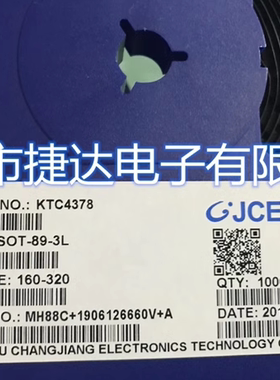 市捷达电子有限
NO.: KTC4378
JCE
SOT-89-3L
E: 160-320
QTY: 100
O.: MH88C+1906126660V+A
DATE: 201
U CHANGJIANG ELECTRONICS TECHNOLOGY C